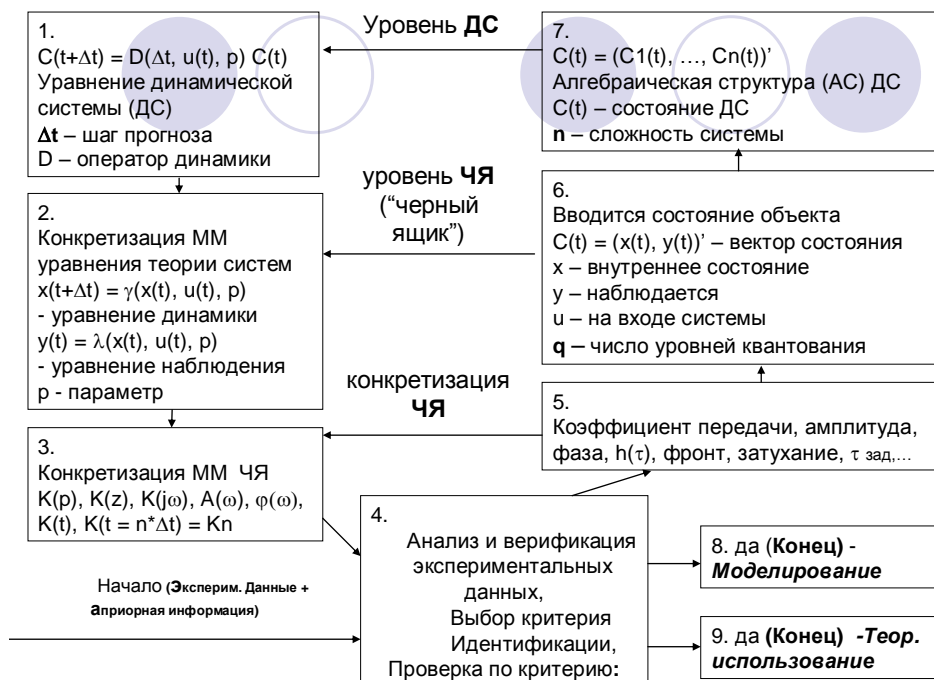 1.
C(t+Δt) = D(Δt, u(t), p) C(t)
Уравнение динамической
системы (ДС)
Δt – шаг прогноза
D – оператор динамики
Уровень ДС
7.
C(t) = (C1(t), …, Cn(t))’
Алгебраическая структура (АС) ДС
C(t) – состояние ДС
n – сложность системы
2.
Конкретизация ММ
уравнения теории систем
x(t+Δt) = γ(x(t), u(t), p)
- уравнение динамики
y(t) = λ(x(t), u(t), p)
- уравнение наблюдения
p - параметр
уровень ЧЯ
(“черный
ящик”)
6.
Вводится состояние объекта
C(t) = (x(t), y(t))’ – вектор состояния
x – внутреннее состояние
y – наблюдается
u – на входе системы
q – число уровней квантования
конкретизация
ЧЯ
3.
Конкретизация ММ ЧЯ
K(p), K(z), K(jω), A(ω), φ(ω),
K(t), K(t = n*Δt) = Kn
5.
Коэффициент передачи, амплитуда,
фаза, h(τ), фронт, затухание, τ зад,…
4.
Анализ и верификация
экспериментальных
данных,
Выбор критерия
Идентификации,
Проверка по критерию:
Начало (Эксперим. Данные +
априорная информация)
8. да (Конец) -
Моделирование
9. да (Конец) -Теор.
использование